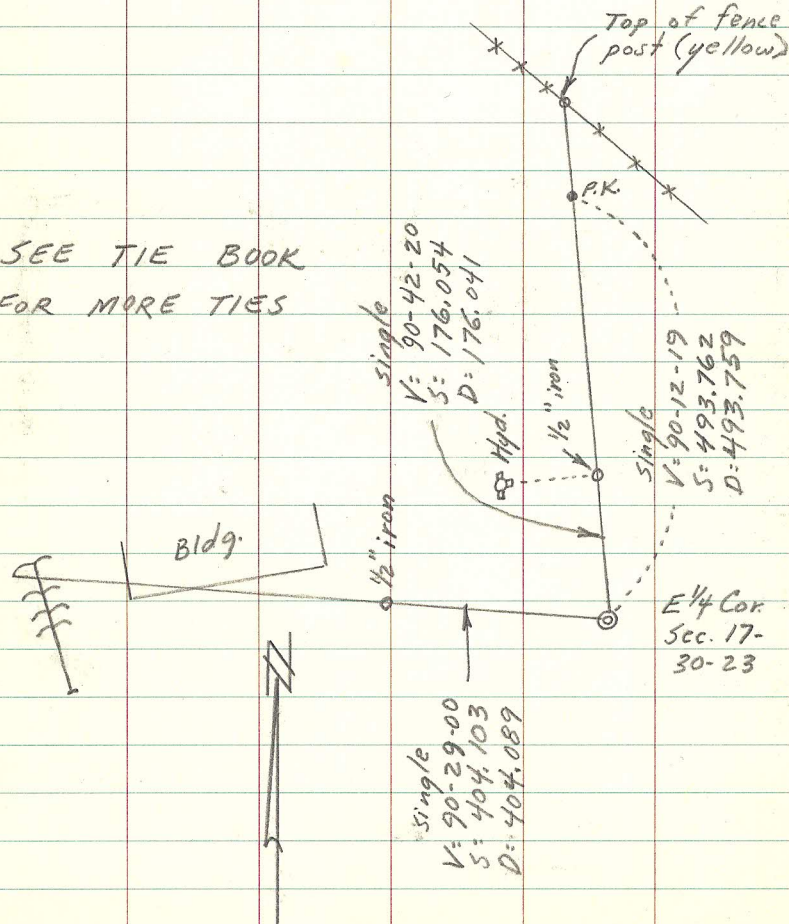 Top of fence
post (yellow)
P.K.
SEE TIE BOOK
FOR MORE TIES
Single
V= 90-42-20
S= 176.054
D= 176.041
Hyd.
1/2" iron
Single
V= 90-12-19
S= 493.762
D= 493.759
Bldg.
1/2" iron
E 1/4 Cor.
Sec. 17-
30-23
N
Single
V= 90-29-00
S= 404.103
D= 404.089